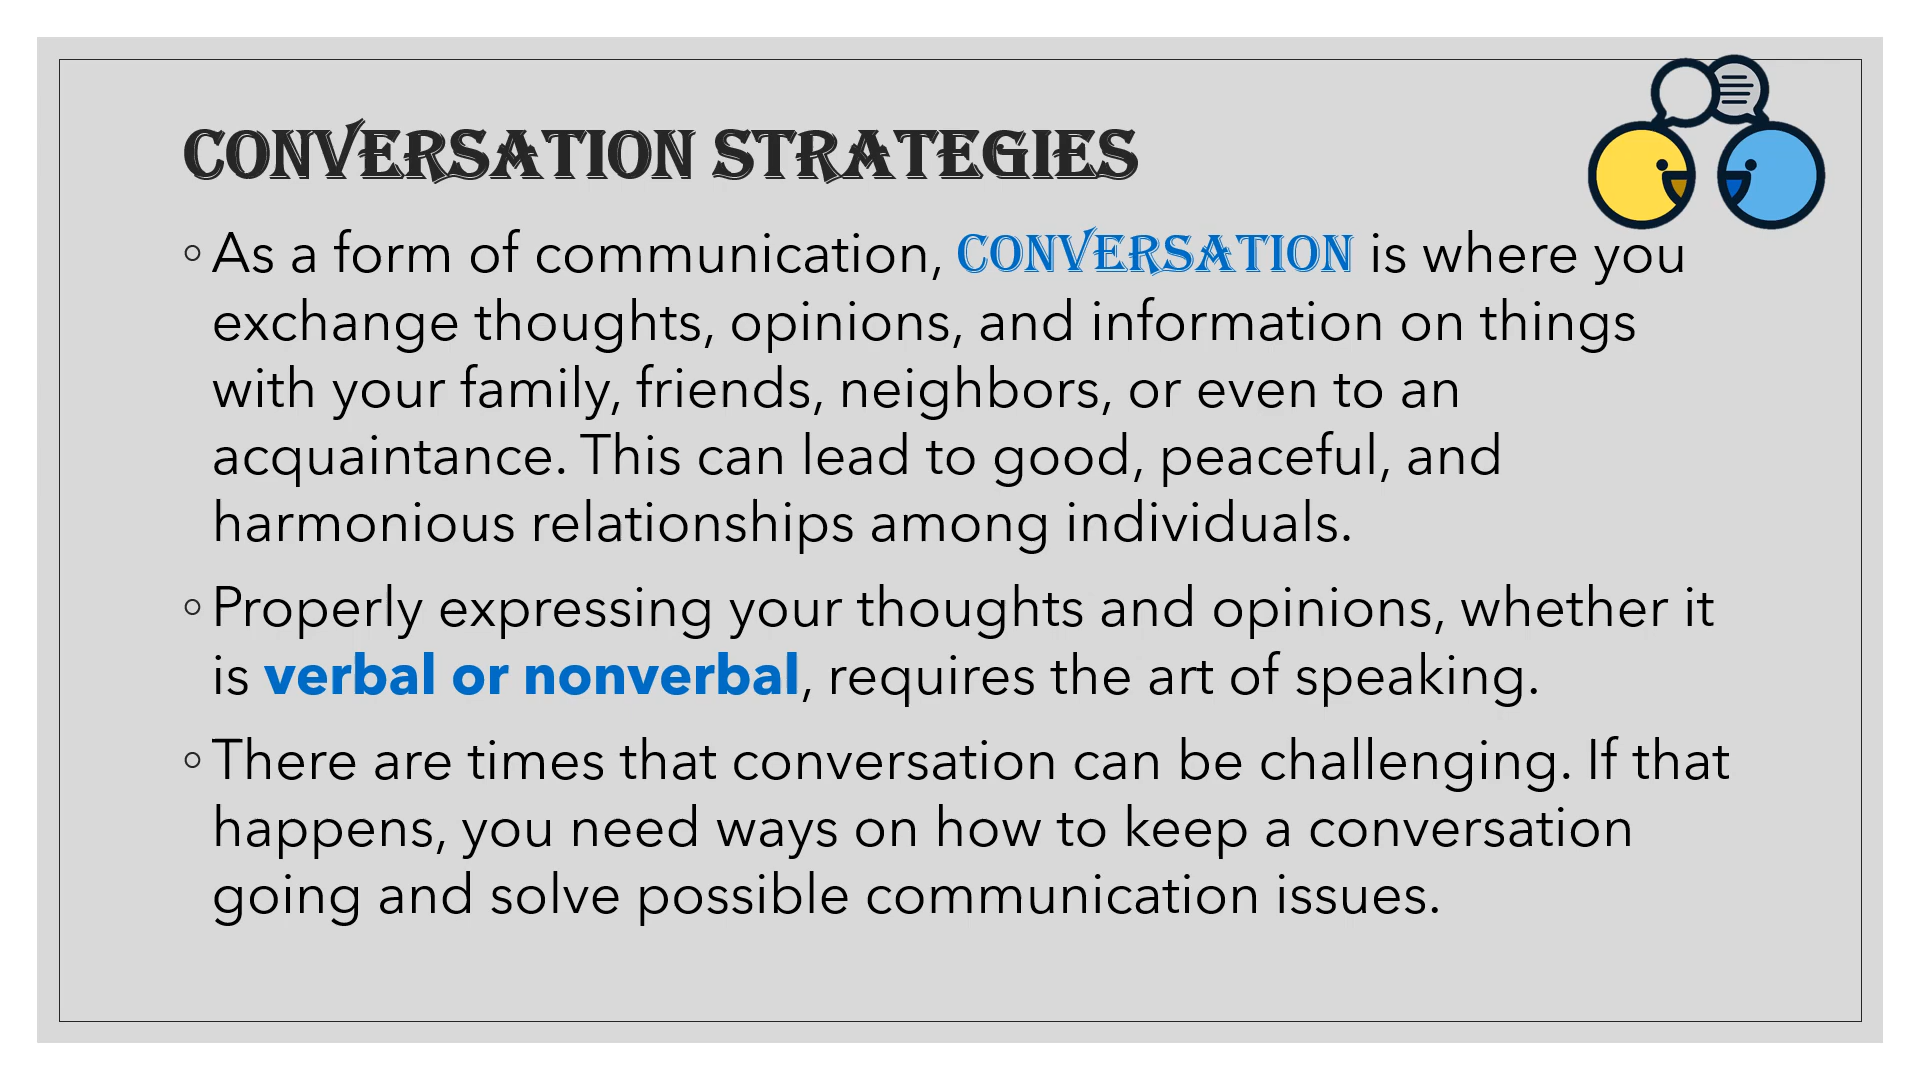 CONVERSATION STRATEGIES
◦ As a form of communication, CONVERSATION is where you
exchange thoughts, opinions, and information on things
with your family, friends, neighbors, or even to an
acquaintance. This can lead to good, peaceful, and
harmonious relationships among individuals.
◦ Properly expressing your thoughts and opinions, whether it
is verbal or nonverbal, requires the art of speaking.
◦ There are times that conversation can be challenging. If that
happens, you need ways on how to keep a conversation
going and solve possible communication issues.